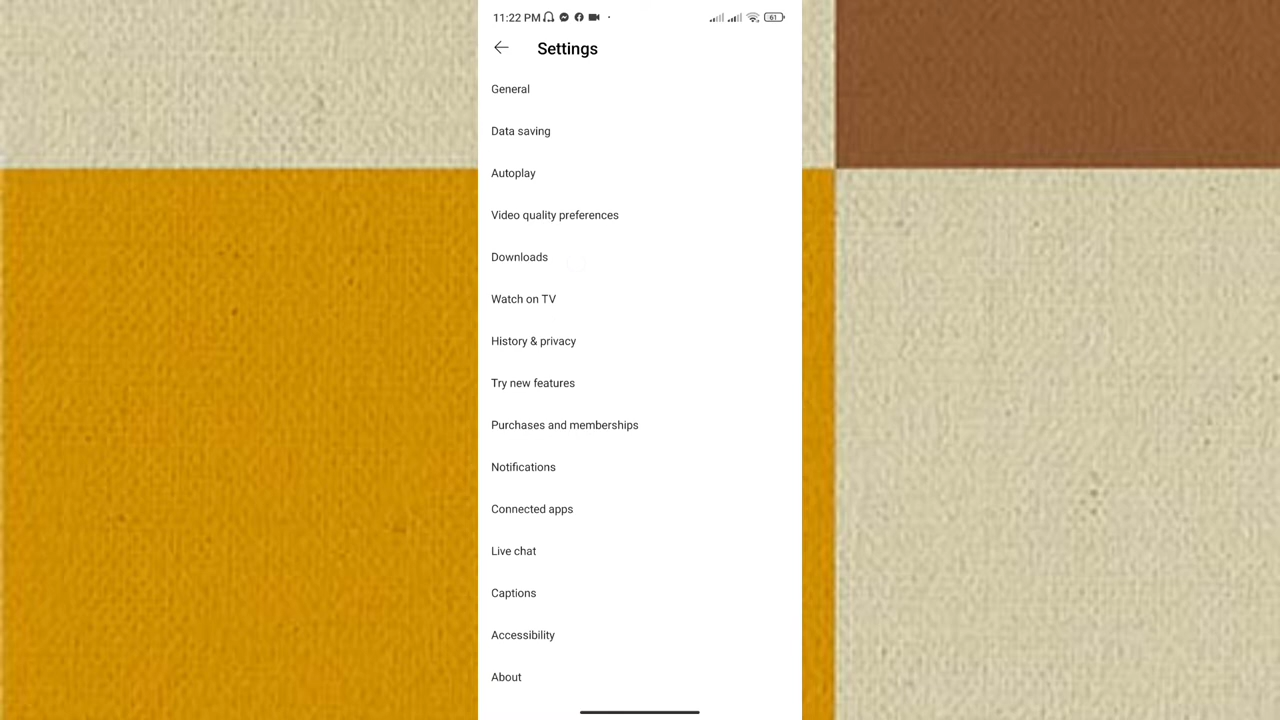 11:22 PM 61
Settings
General
Data saving
Autoplay
Video quality preferences
Downloads
Watch on TV
History & privacy
Try new features
Purchases and memberships
Notifications
Connected apps
Live chat
Captions
Accessibility
About